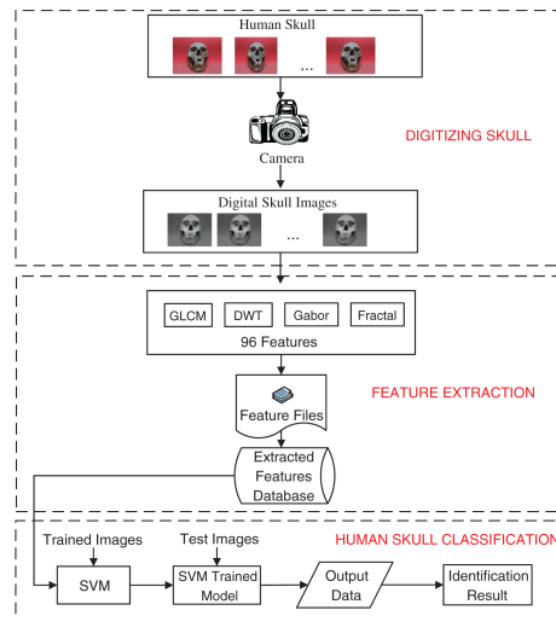 Human Skull
...
DIGITIZING SKULL
Camera
Digital Skull Images
...
GLCM DWT Gabor Fractal
96 Features
FEATURE EXTRACTION
Feature Files
Extracted
Features
Database
HUMAN SKULL CLASSIFICATION
Trained Images Test Images
SVM
SVM Trained
Model
Output
Data
Identification
Result